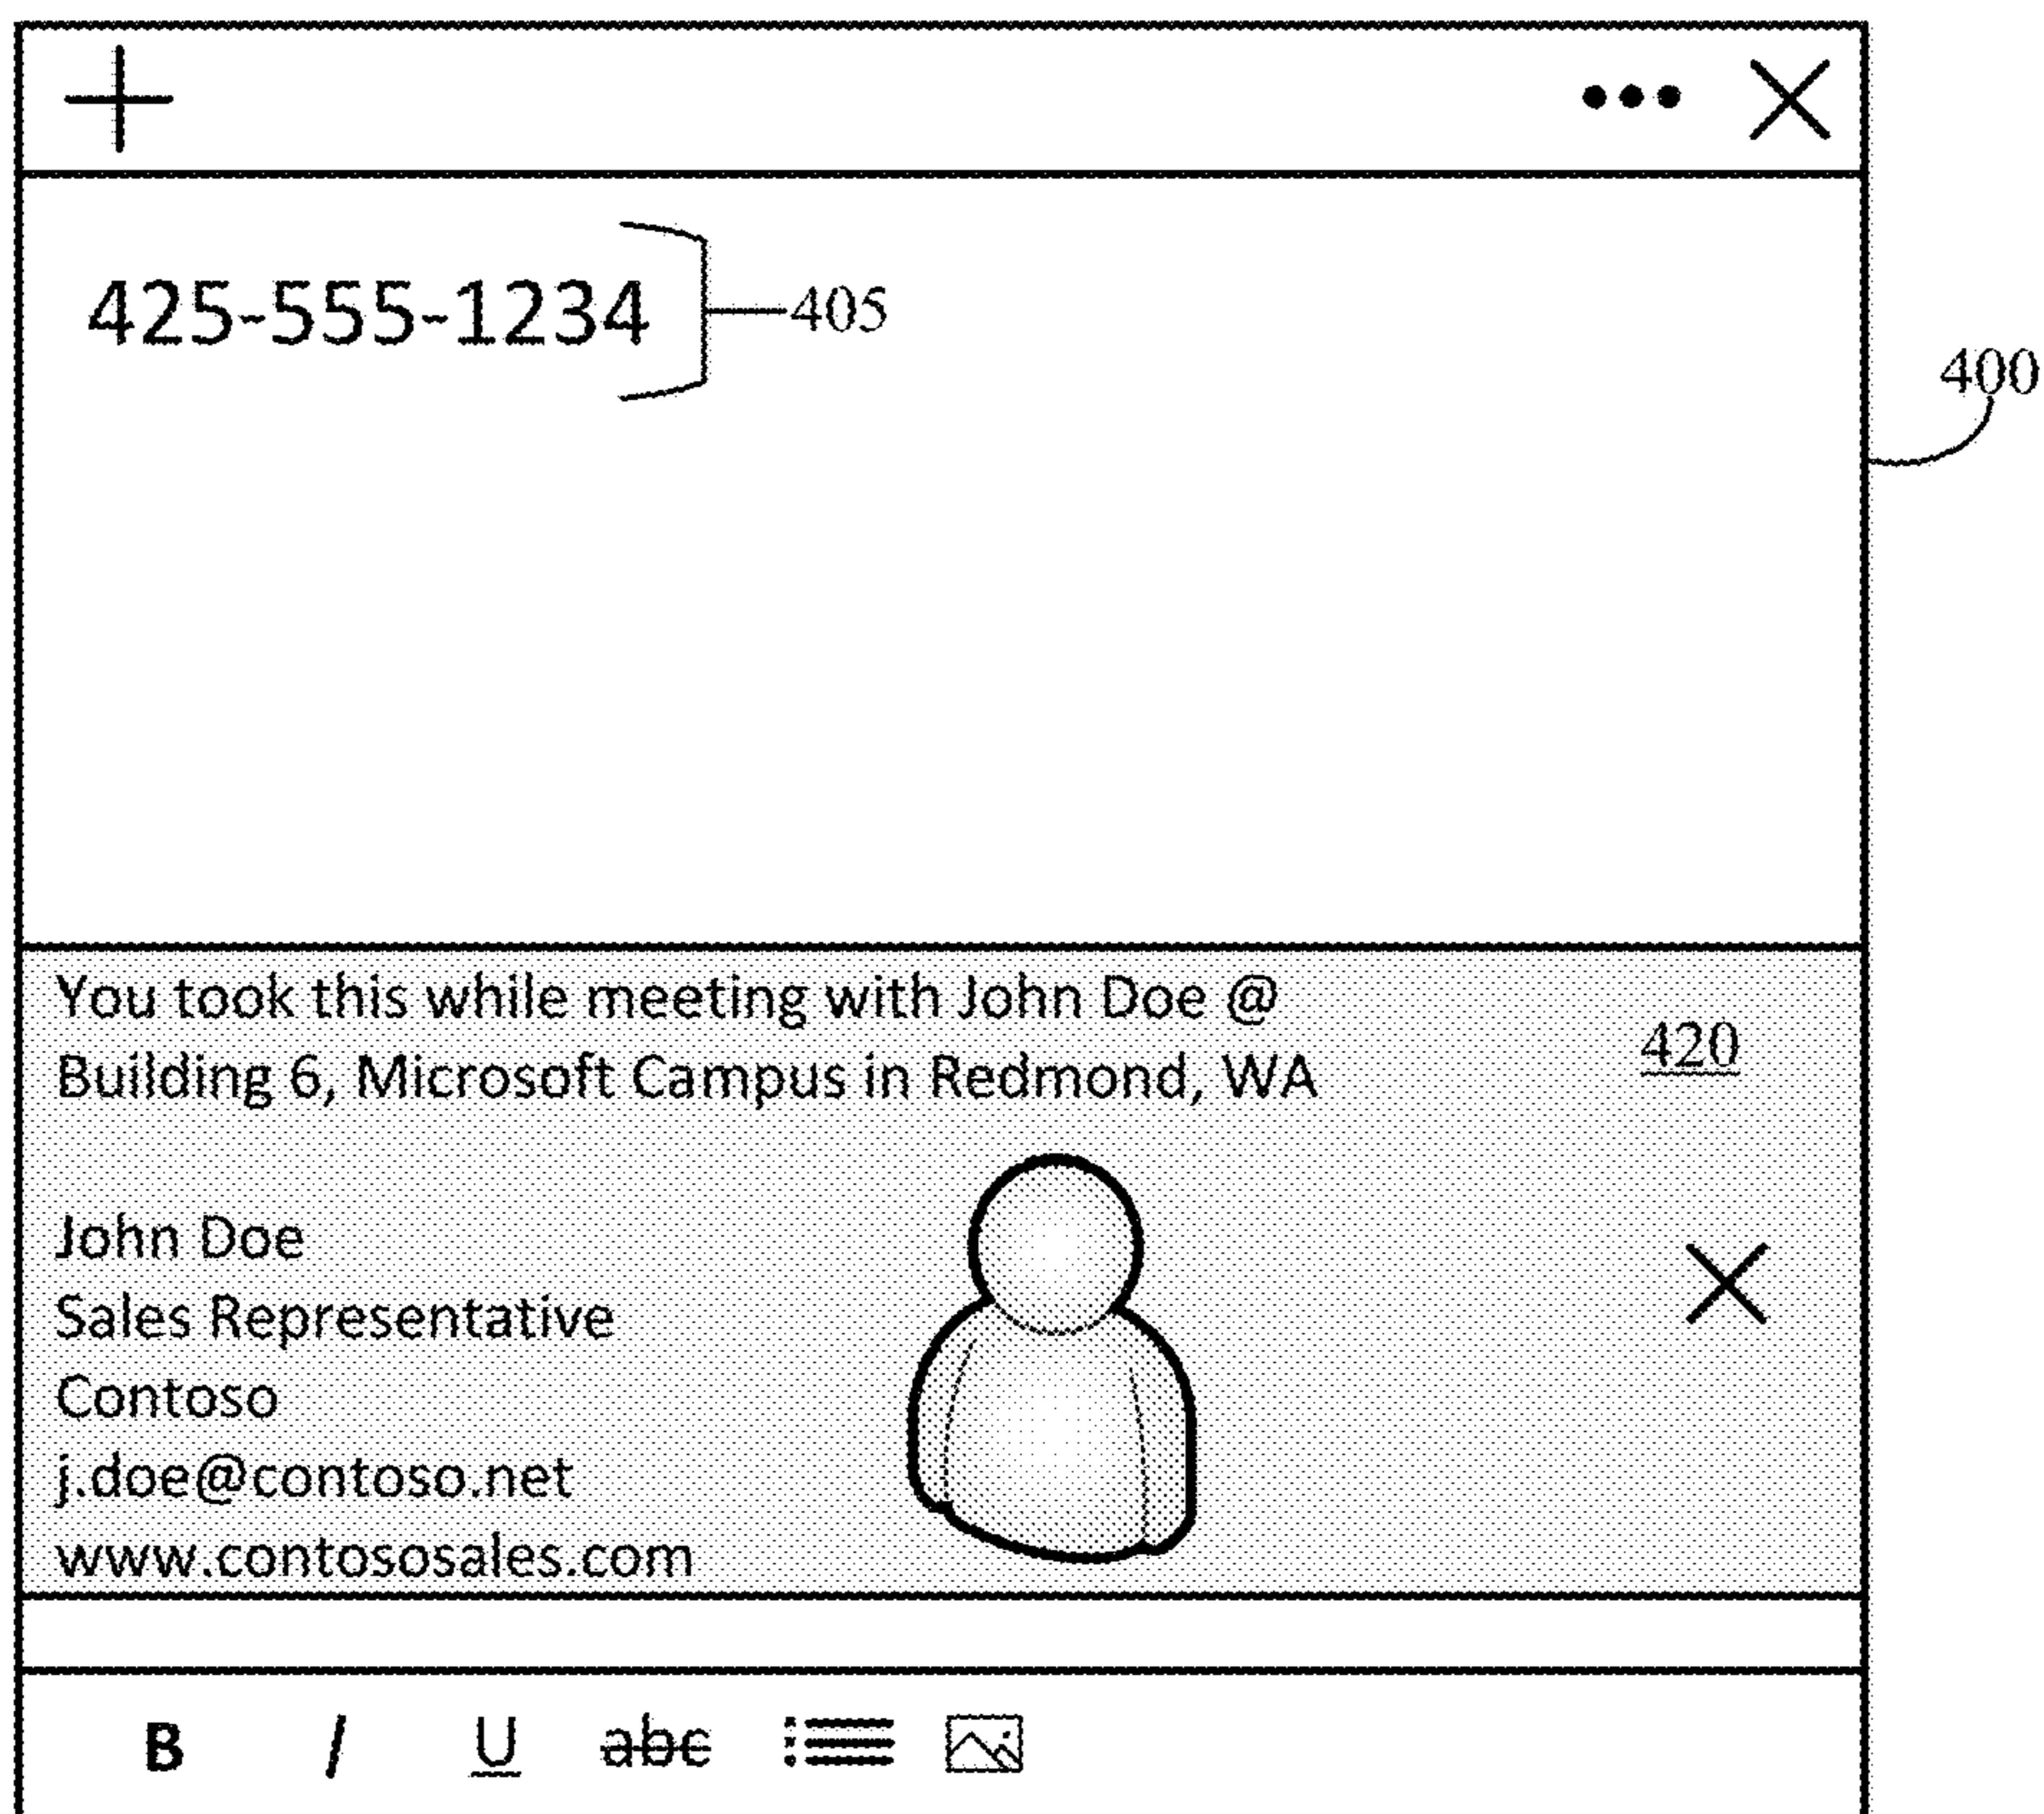 425-555-1234
405
400
You took this while meeting with John Doe @
420
Building 6, Microsoft Campus in Redmond, WA
John Doe
Sales Representative
Contoso
j.doe@contoso.net
www.contososales.com
B I U abc